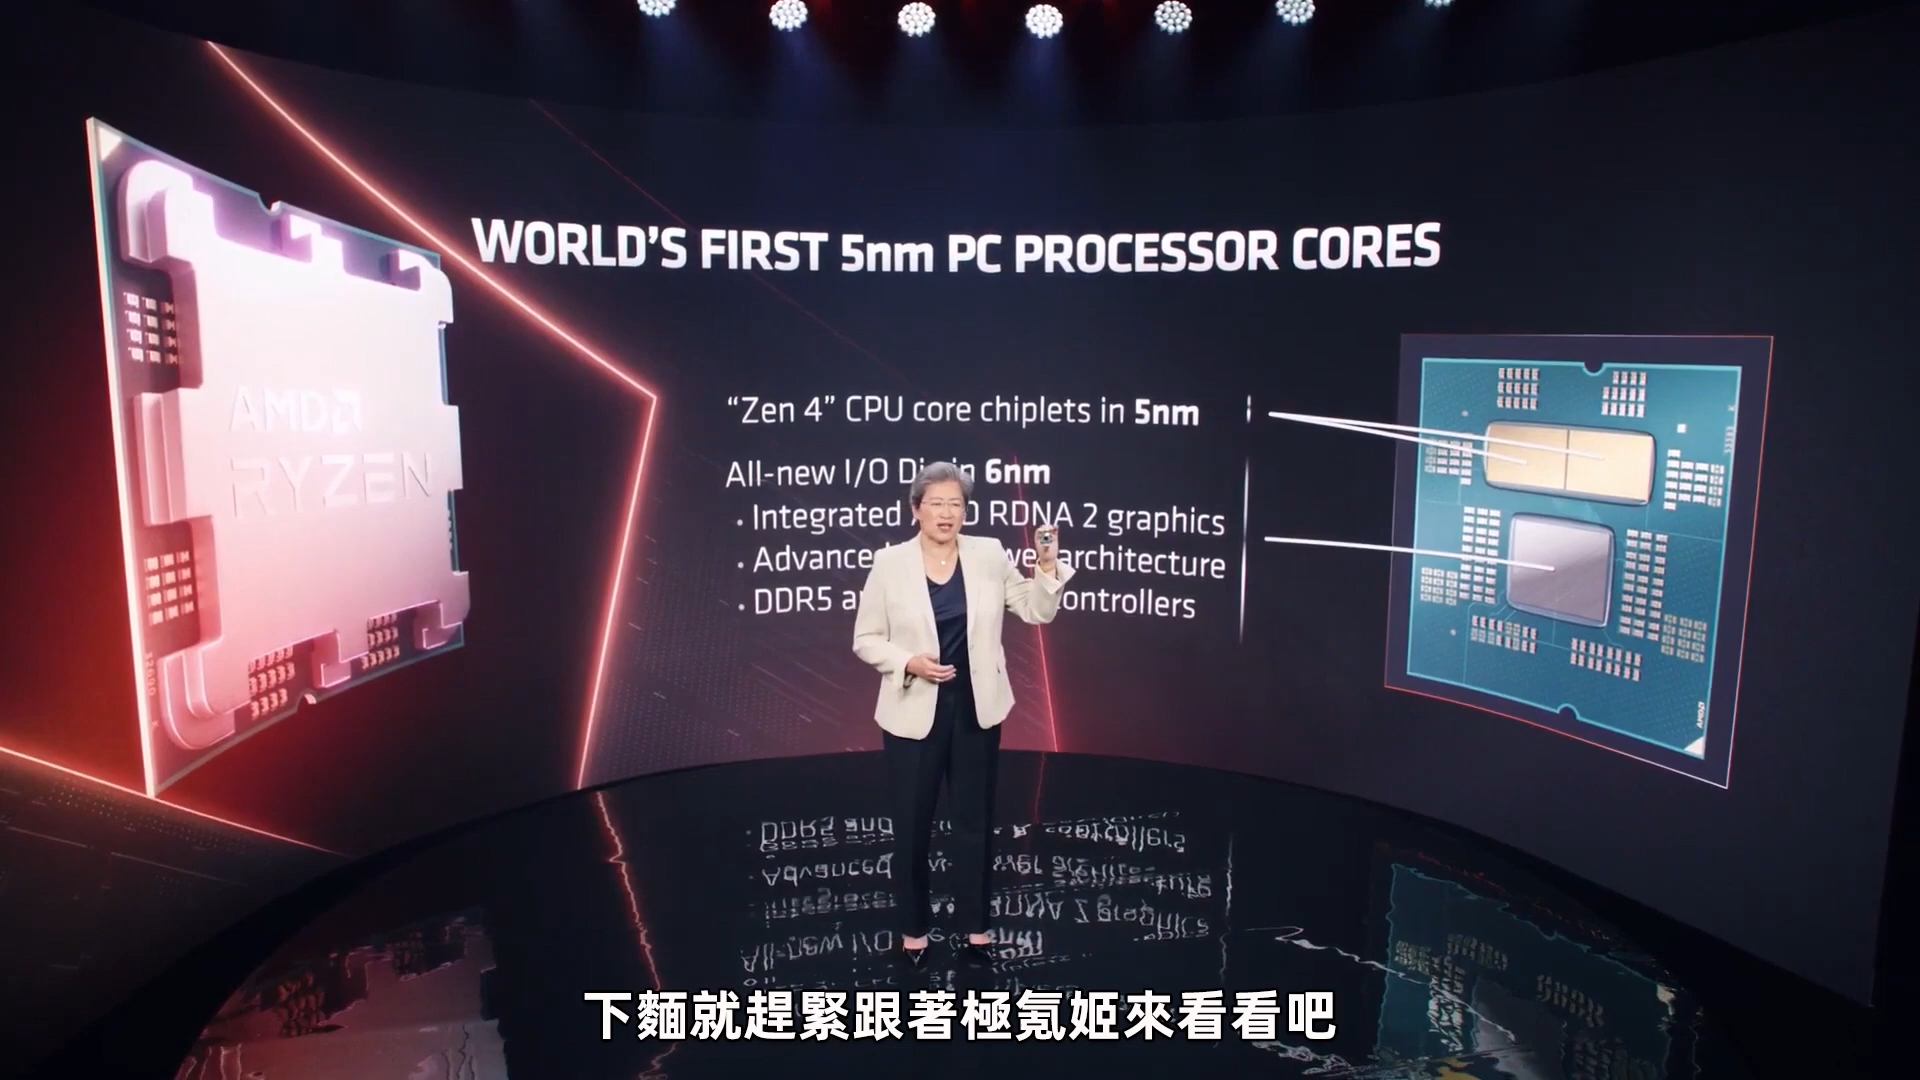 WORLD'S FIRST 5nm PC PROCESSOR CORES
AMD
RYZEN
“Zen 4” CPU core chiplets in 5nm
All-new I/O in 6nm
• Integrated RDNA 2 graphics
• architecture
• DDR5 controllers
下麵就趕緊跟著極氪姬來看看吧